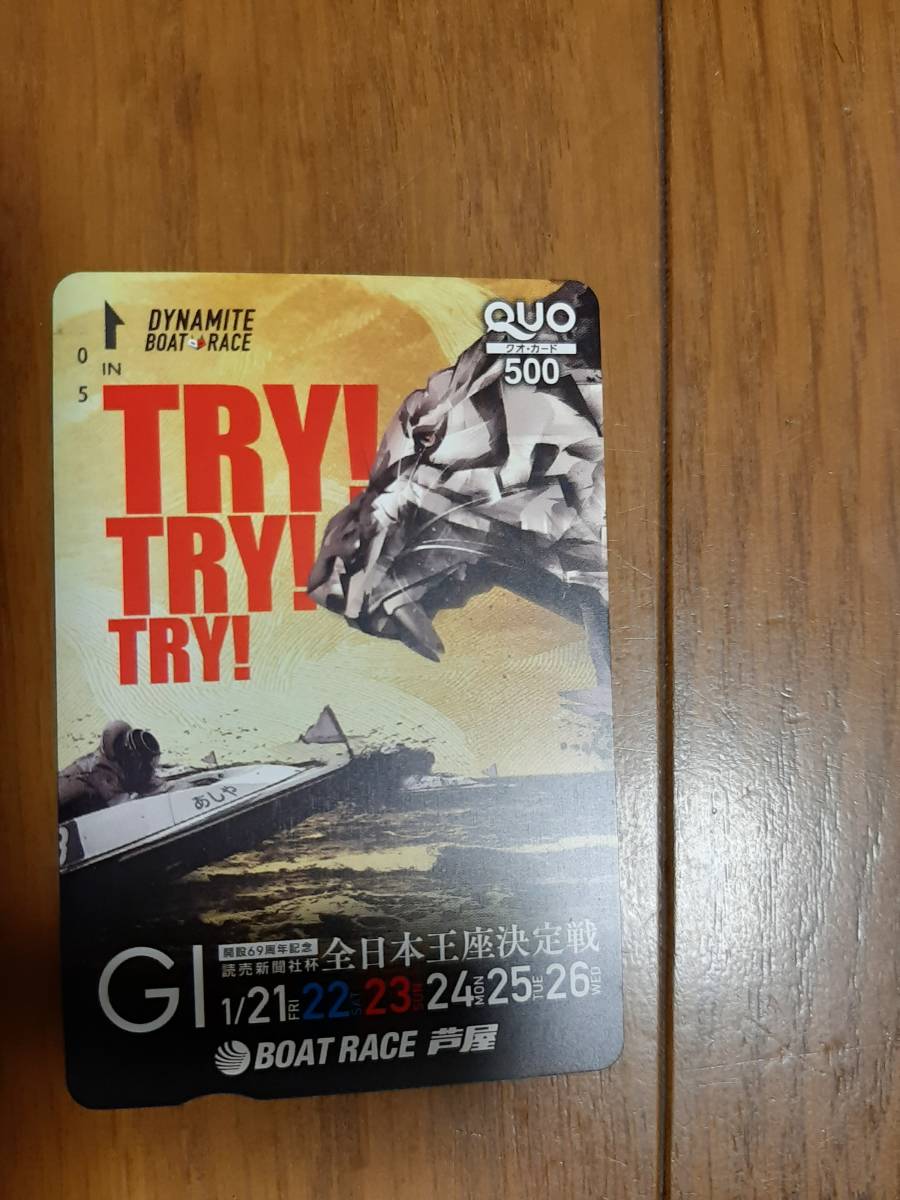 DYNAMITE
BOAT RACE
QUO
クオ・カード
500
0
IN
5
TRY!
TRY!
TRY!
あしや
3
GI
開設69周年記念
読売新聞社杯
全日本王座決定戦
1/21 FRI 22 SAT 23 SUN 24 MON 25 TUE 26 WED
BOAT RACE 芦屋